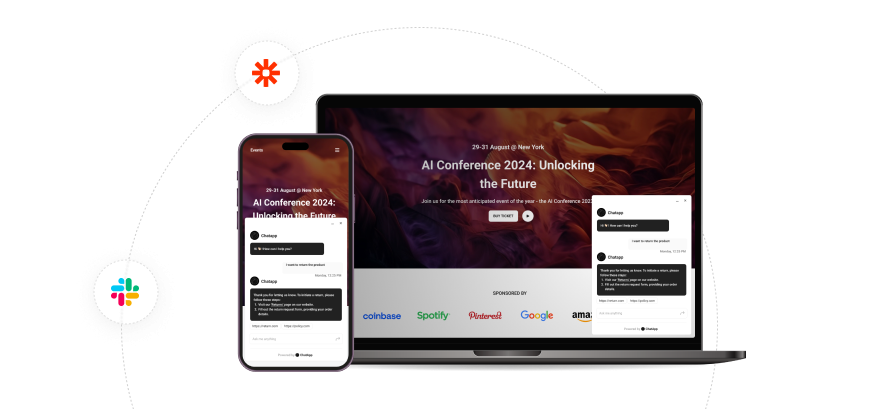 Events
29-31 August @ New York
AI Conference 2024:
Unlocking the Future
Chatapp
Hi 👋! How can I help you?
I want to return the product
Monday, 12:23 PM
Chatapp
Thank you for letting us know. To initiate a return, please
follow these steps:
1. Visit our 'Returns' page on our website.
2. Fill out the return request form, providing your order
details.
https://return.com
https://policy.com
Ask me anything
Powered by ChatApp
29-31 August @ New York
AI Conference 2024: Unlocking
the Future
Join us for the most anticipated event of the year - the AI Conference 202
BUY TICKET
SPONSORED BY
coinbase
Spotify
Pinterest
Google
amaz
Chatapp
Hi 👋! How can I help you?
I want to return the product
Monday, 12:23 PM
Chatapp
Thank you for letting us know. To initiate a return, please
follow these steps:
1. Visit our 'Returns' page on our website.
2. Fill out the return request form, providing your order
details.
https://return.com
https://policy.com
Ask me anything
Powered by ChatApp